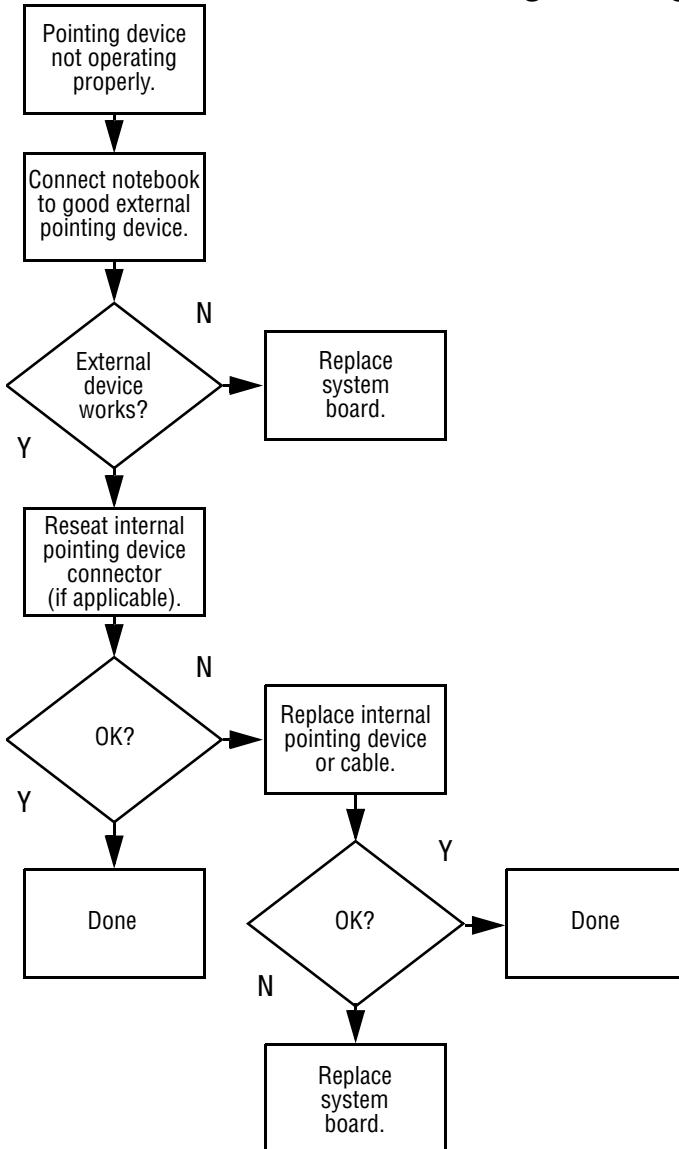 Pointing device
not operating
properly.
Connect notebook
to good external
pointing device.
N
External
device
works?
Replace
system
board.
Y
Reseat internal
pointing device
connector
(if applicable).
N
OK?
Replace internal
pointing device
or cable.
Y
Done
Y
OK?
Done
N
Replace
system
board.